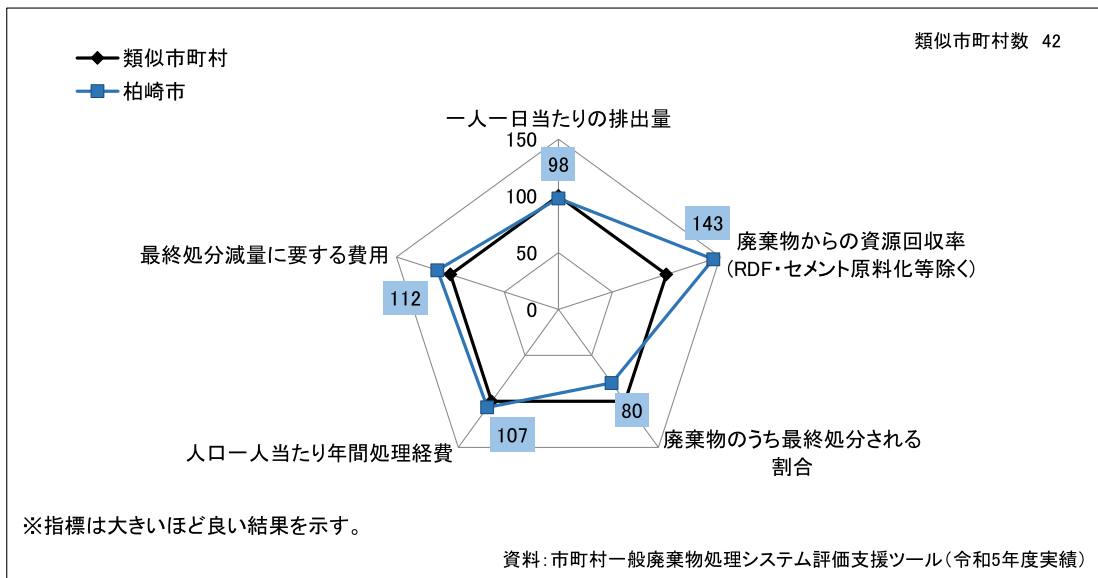 類似市町村数 42
類似市町村
柏崎市
一人一日当たりの排出量
150
98
100
143
廃棄物からの資源回収率
(RDF・セメント原料化等除く)
最終処分減量に要する費用
50
112
0
80
107
廃棄物のうち最終処分される
割合
人口一人当たり年間処理経費
※指標は大きいほど良い結果を示す。
資料：市町村一般廃棄物処理システム評価支援ツール（令和5年度実績）